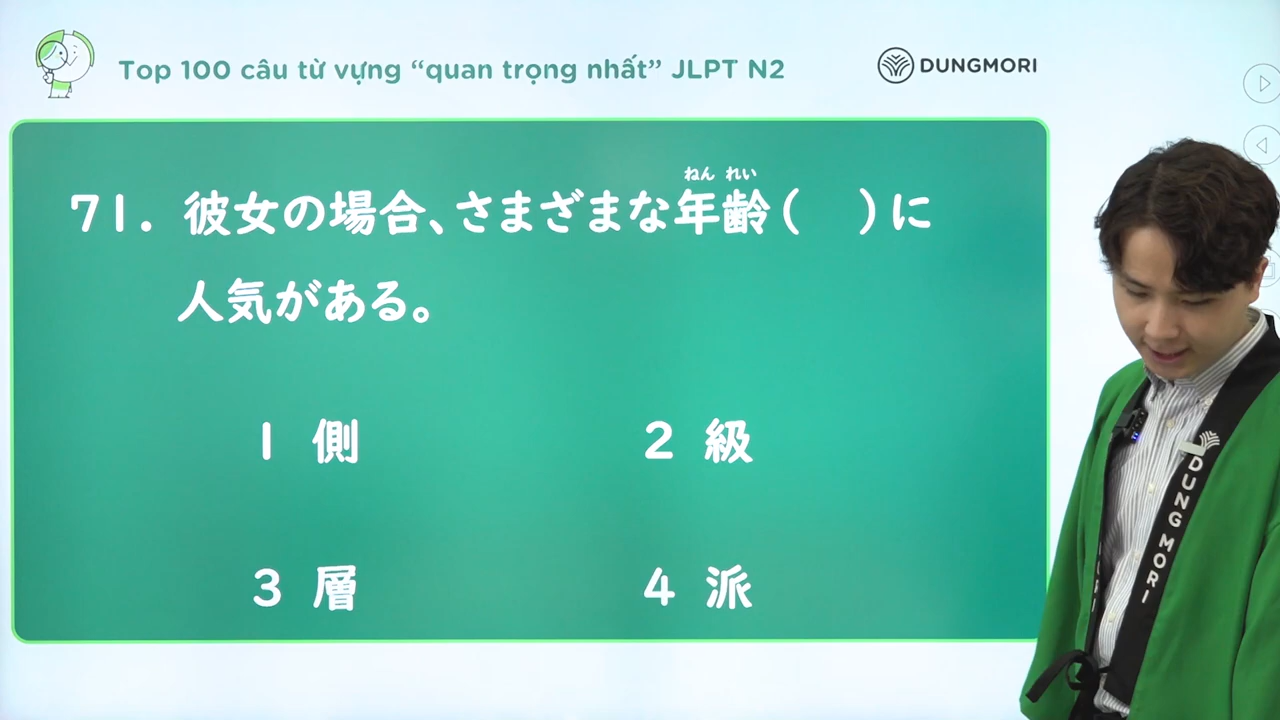 Top 100 câu từ vựng “quan trọng nhất” JLPT N2
DUNGMORI
ねん れい
71. 彼女の場合、さまざまな年齢( )に
人気がある。
1 側
2 級
3 層
4 派
DUNG MORI